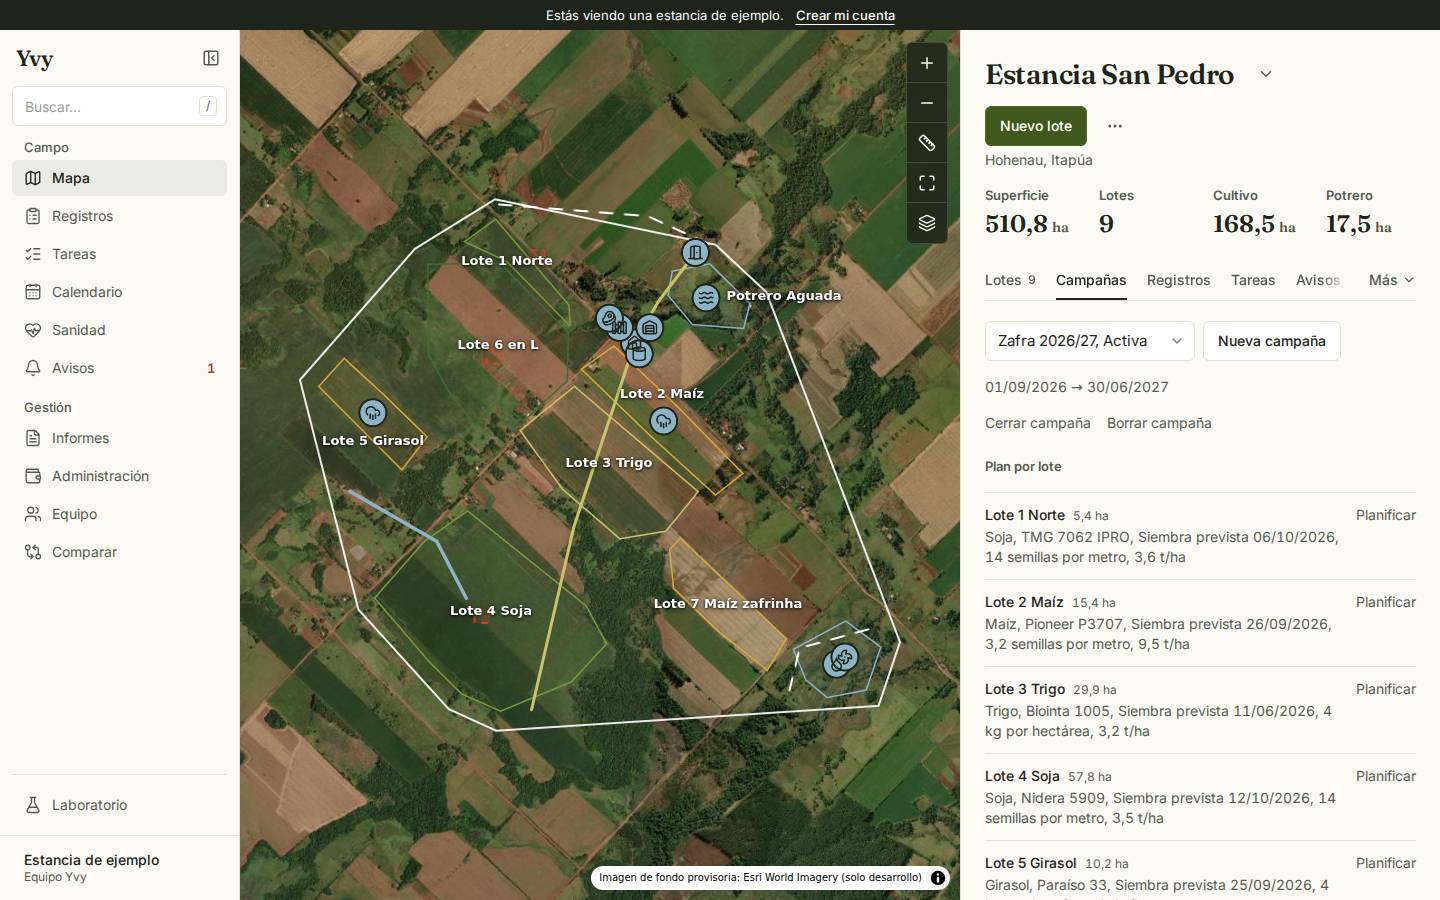 Estás viendo una estancia de ejemplo. Crear mi cuenta
Yvy
Buscar... /
Campo
Mapa
Registros
Tareas
Calendario
Sanidad
Avisos 1
Gestión
Informes
Administración
Equipo
Comparar
Laboratorio
Estancia de ejemplo
Equipo Yvy
Lote 1 Norte
Potrero Aguada
Lote 6 en L
Lote 2 Maíz
Lote 5 Girasol
Lote 3 Trigo
Lote 7 Maíz zafrinha
Lote 4 Soja
Imagen de fondo provisoria: Esri World Imagery (solo desarrollo)
Estancia San Pedro
Nuevo lote
Hohenau, Itapúa
Superficie Lotes Cultivo Potrero
510,8 ha 9 168,5 ha 17,5 ha
Lotes 9 Campañas Registros Tareas Avisos Más
Zafra 2026/27, Activa Nueva campaña
01/09/2026 → 30/06/2027
Cerrar campaña Borrar campaña
Plan por lote
Lote 1 Norte 5,4 ha Planificar
Soja, TMG 7062 IPRO, Siembra prevista 06/10/2026,
14 semillas por metro, 3,6 t/ha
Lote 2 Maíz 15,4 ha Planificar
Maíz, Pioneer P3707, Siembra prevista 26/09/2026,
3,2 semillas por metro, 9,5 t/ha
Lote 3 Trigo 29,9 ha Planificar
Trigo, Biointa 1005, Siembra prevista 11/06/2026, 4
kg por hectárea, 3,2 t/ha
Lote 4 Soja 57,8 ha Planificar
Soja, Nidera 5909, Siembra prevista 12/10/2026, 14
semillas por metro, 3,5 t/ha
Lote 5 Girasol 10,2 ha Planificar
Girasol, Paraíso 33, Siembra prevista 25/09/2026, 4